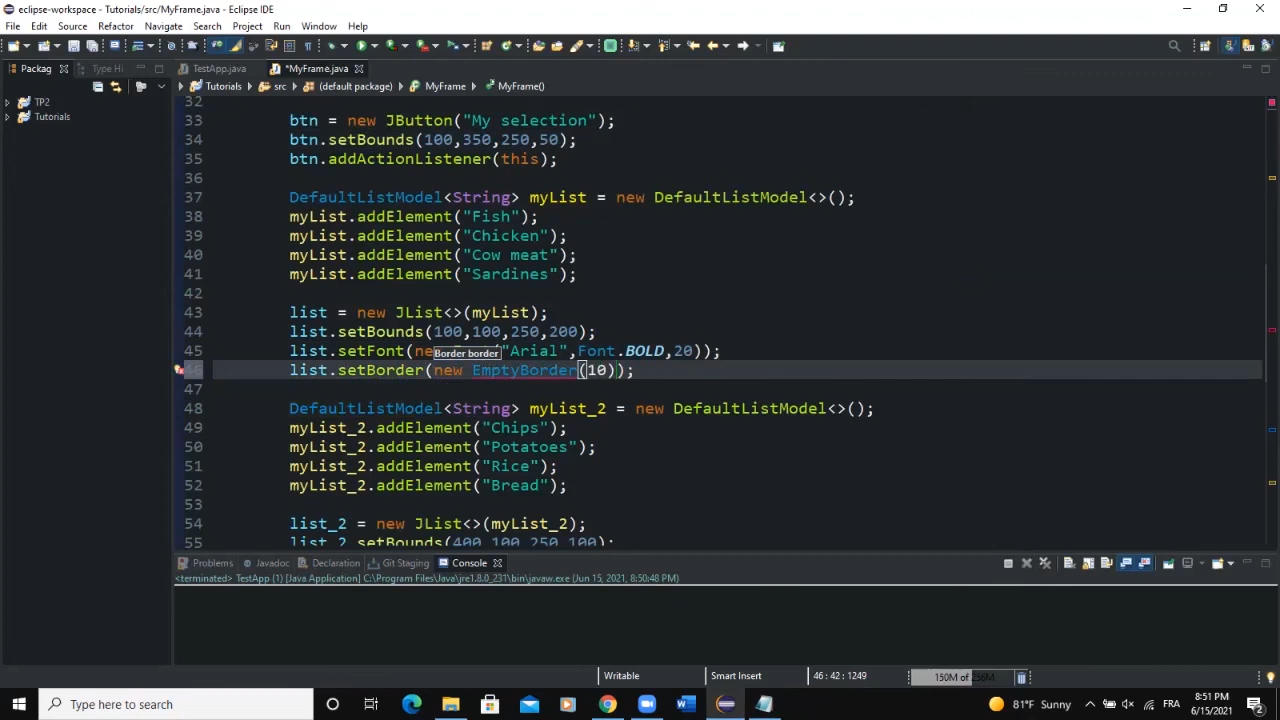 eclipse-workspace - Tutorials/src/MyFrame.java - Eclipse IDE
File Edit Source Refactor Navigate Search Project Run Window Help
Packag Type Hi TestApp.java *MyFrame.java
Tutorials src (default package) MyFrame MyFrame()
TP2
Tutorials
32
33 btn = new JButton("My selection");
34 btn.setBounds(100,350,250,50);
35 btn.addActionListener(this);
36
37 DefaultListModel<String> myList = new DefaultListModel<>();
38 myList.addElement("Fish");
39 myList.addElement("Chicken");
40 myList.addElement("Cow meat");
41 myList.addElement("Sardines");
42
43 list = new JList<>(myList);
44 list.setBounds(100,100,250,200);
45 list.setFont(new "Arial",Font.BOLD,20));
Border border
46 list.setBorder(new EmptyBorder(10));
47
48 DefaultListModel<String> myList_2 = new DefaultListModel<>();
49 myList_2.addElement("Chips");
50 myList_2.addElement("Potatoes");
51 myList_2.addElement("Rice");
52 myList_2.addElement("Bread");
53
54 list_2 = new JList<>(myList_2);
55 list_2.setBounds(400,100,250,100);
Problems Javadoc Declaration Git Staging Console
<terminated> TestApp (1) [Java Application] C:\Program Files\Java\jre1.8.0_231\bin\javaw.exe (Jun 15, 2021, 8:50:48 PM)
Writable Smart Insert 46 : 42 : 1249 150M of 256M
Type here to search 81°F Sunny FRA 8:51 PM
6/15/2021
2